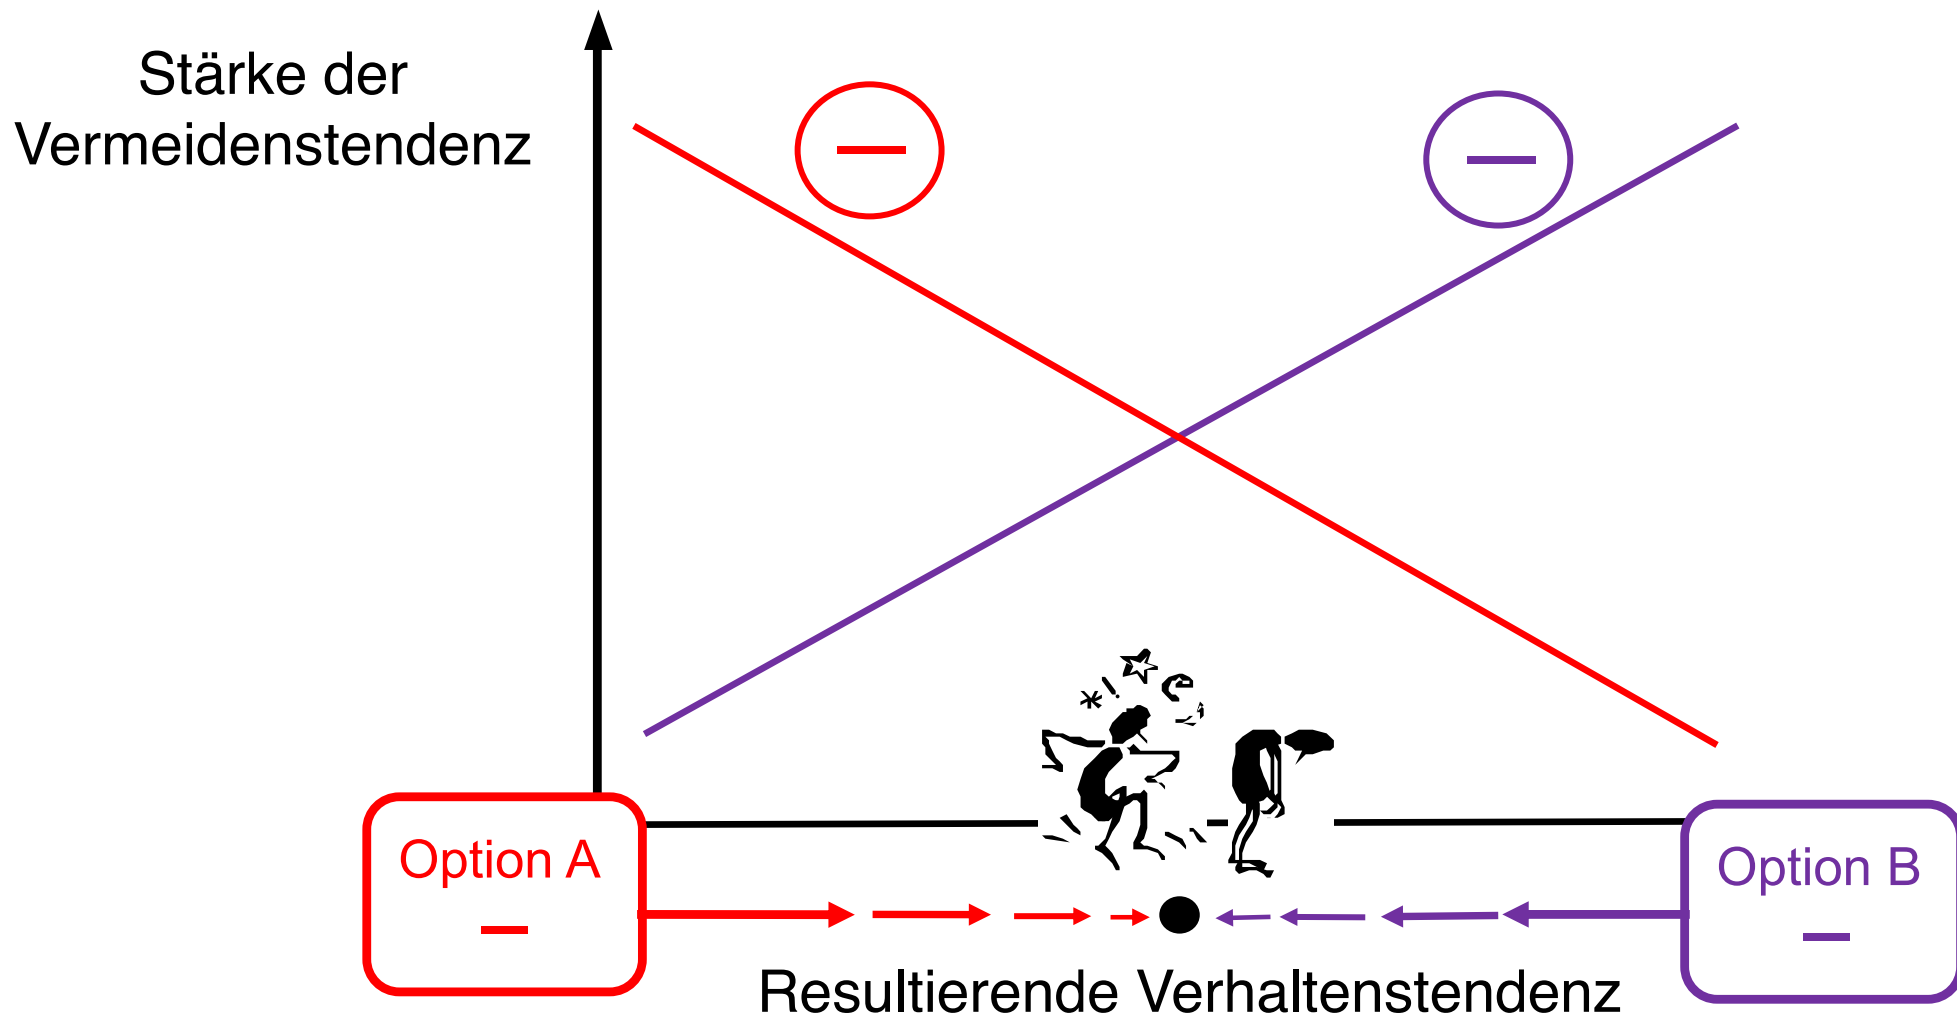 Stärke der
Vermeidenstendenz
Option A
Option B
Resultierende Verhaltenstendenz